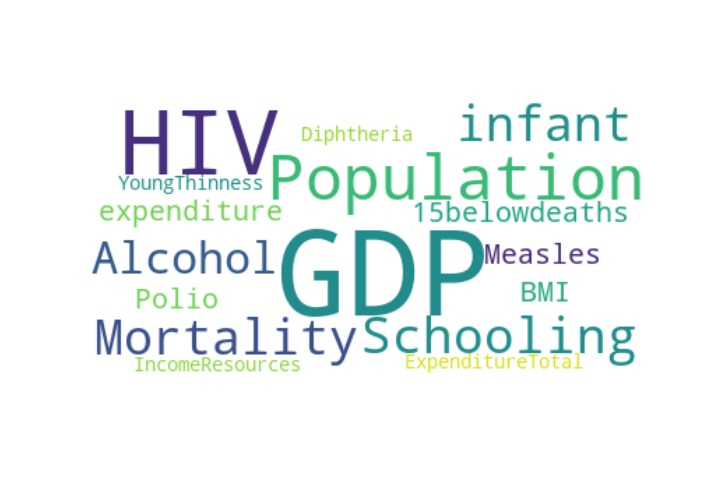 HIV
Diphtheria
infant
YoungThinness
Population
expenditure
15belowdeaths
Alcohol
GDP
Measles
Polio
BMI
Mortality
Schooling
IncomeResources
ExpenditureTotal